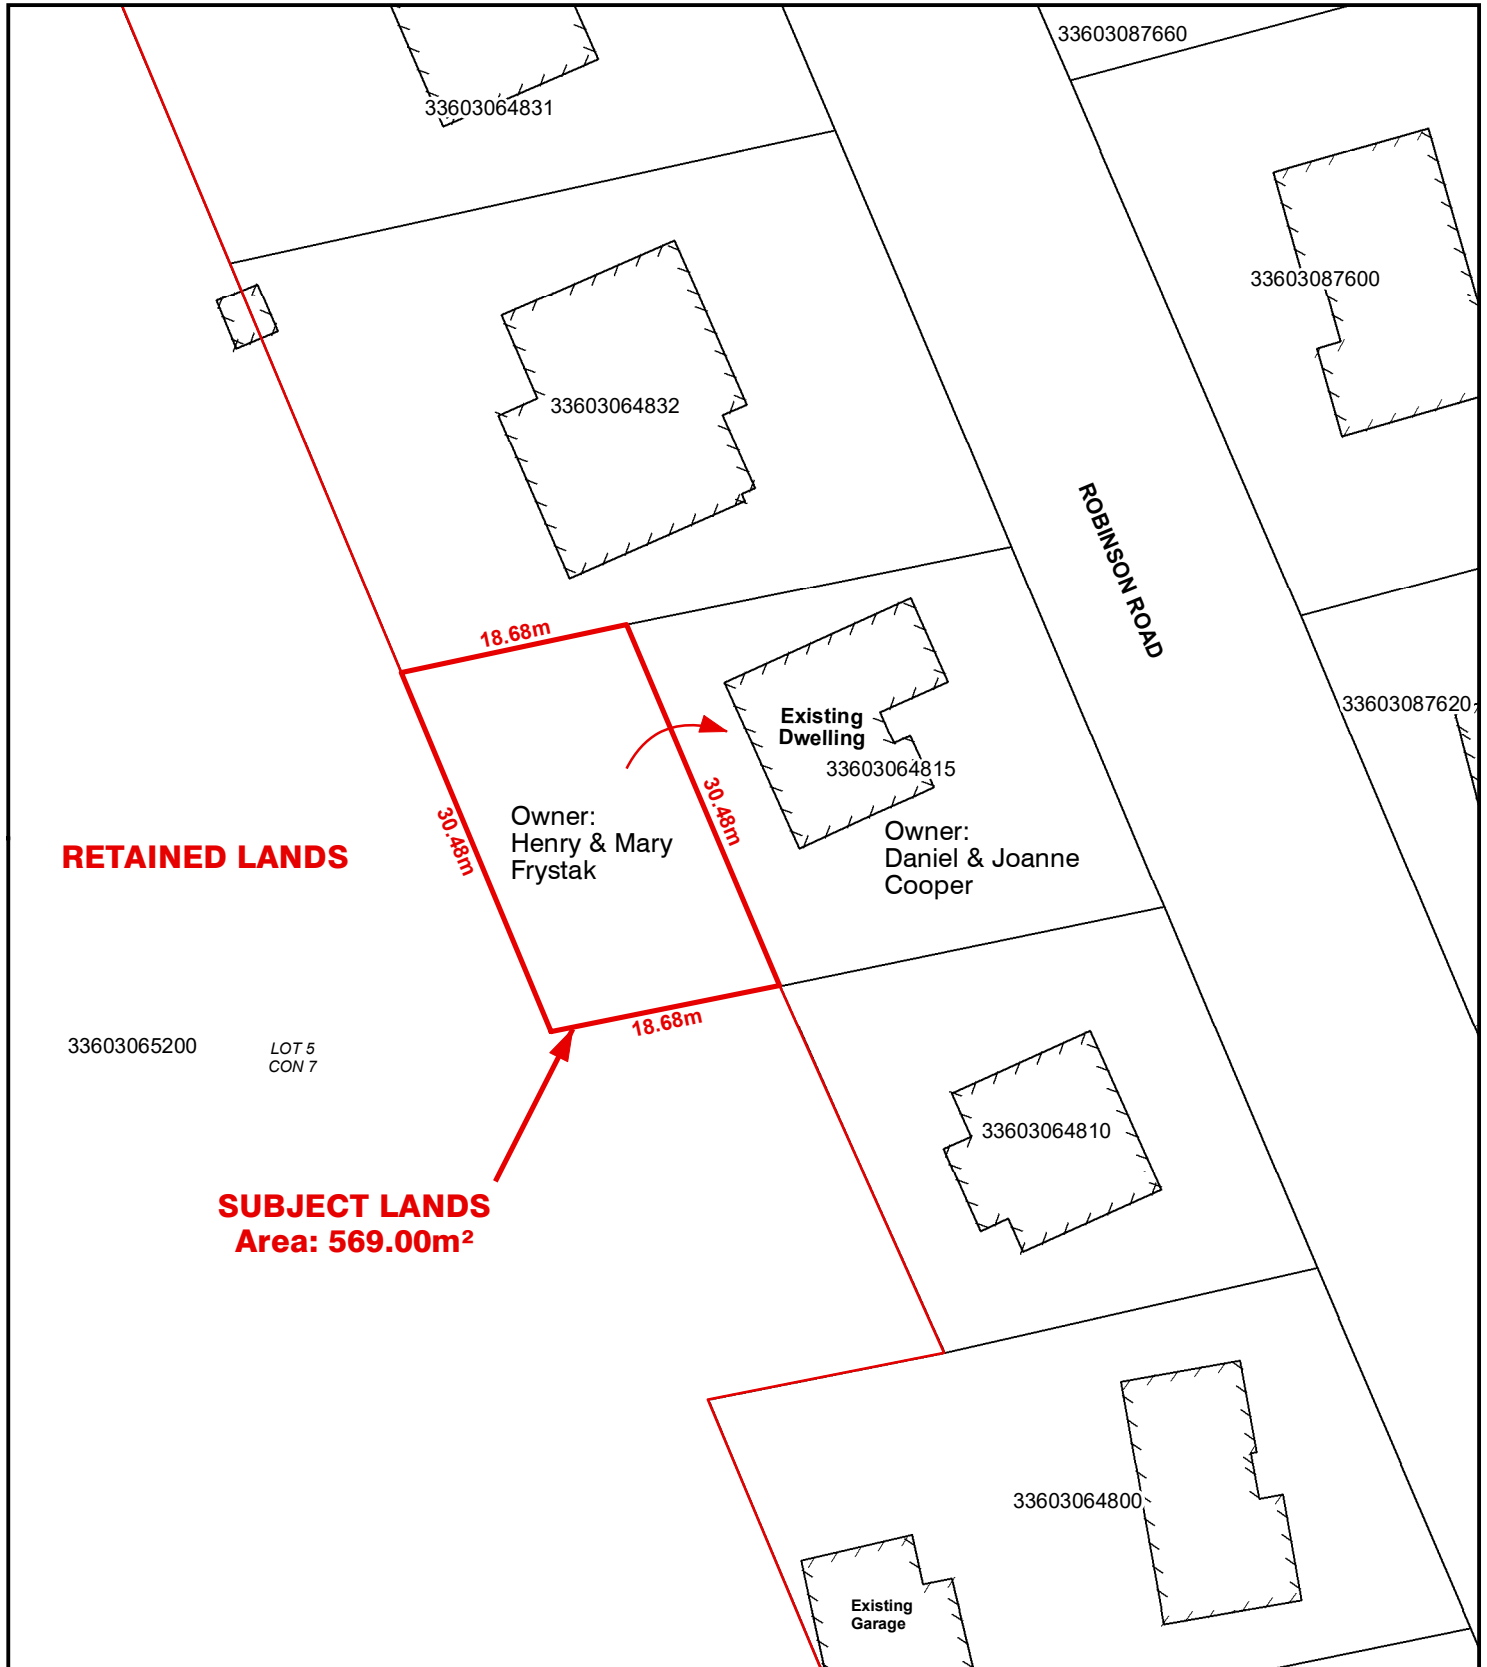 33603087660
33603064831
33603087600
33603064832
ROBINSON ROAD
18.68m
33603087620
Existing
Dwelling
33603064815
30.48m
30.48m
Owner:
Henry & Mary
Frystak
Owner:
Daniel & Joanne
Cooper
RETAINED LANDS
18.68m
33603065200
LOT 5
CON 7
33603064810
SUBJECT LANDS
Area: 569.00m²
33603064800
Existing
Garage